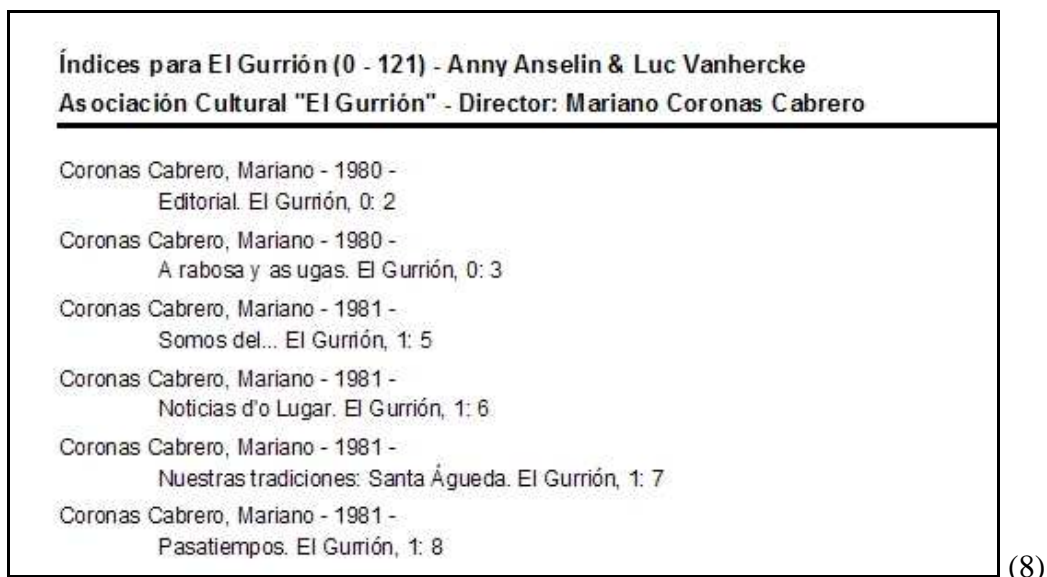 Índices para El Gurrión (0 - 121) - Anny Anselin & Luc Vanhercke
Asociación Cultural "El Gurrión" - Director: Mariano Coronas Cabrero
Coronas Cabrero, Mariano - 1980 -
Editorial. El Gurrión, 0: 2
Coronas Cabrero, Mariano - 1980 -
A rabosa y as ugas. El Gurrión, 0: 3
Coronas Cabrero, Mariano - 1981 -
Somos del... El Gurrión, 1: 5
Coronas Cabrero, Mariano - 1981 -
Noticias d'o Lugar. El Gurrión, 1: 6
Coronas Cabrero, Mariano - 1981 -
Nuestras tradiciones: Santa Águeda. El Gurrión, 1: 7
Coronas Cabrero, Mariano - 1981 -
Pasatiempos. El Gurrión, 1: 8
(8)